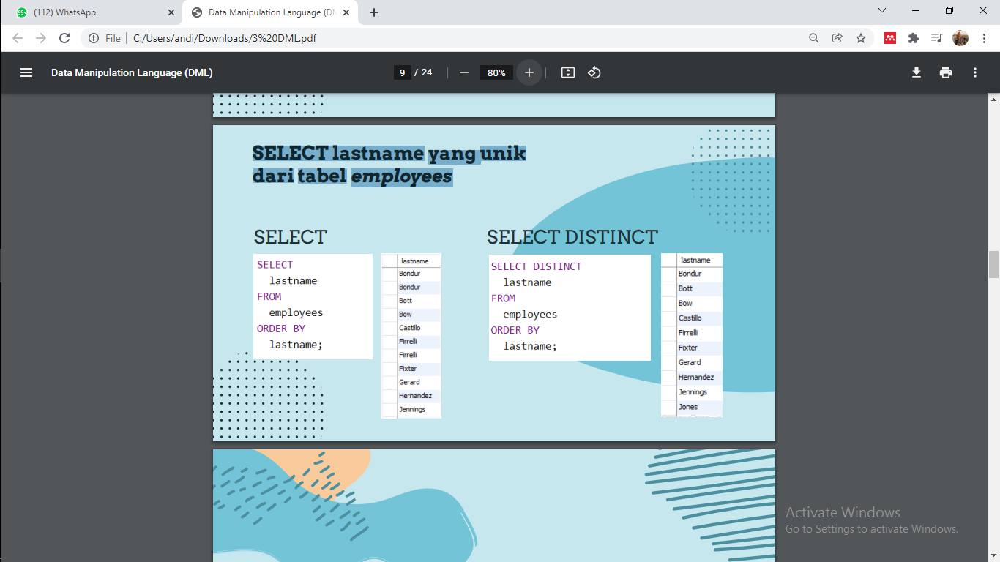 99+
(112) WhatsApp
Data Manipulation Language (DM
File
C:/Users/andi/Downloads/3%20DML.pdf
Data Manipulation Language (DML)
9 / 24
80%
SELECT lastname yang unik
dari tabel employees
SELECT
SELECT
lastname
FROM
employees
ORDER BY
lastname;
lastname
Bondur
Bondur
Bott
Bow
Castillo
Firrelli
Firrelli
Fixter
Gerard
Hernandez
Jennings
SELECT DISTINCT
SELECT DISTINCT
lastname
FROM
employees
ORDER BY
lastname;
lastname
Bondur
Bott
Bow
Castillo
Firrelli
Fixter
Gerard
Hernandez
Jennings
Jones
Activate Windows
Go to Settings to activate Windows.